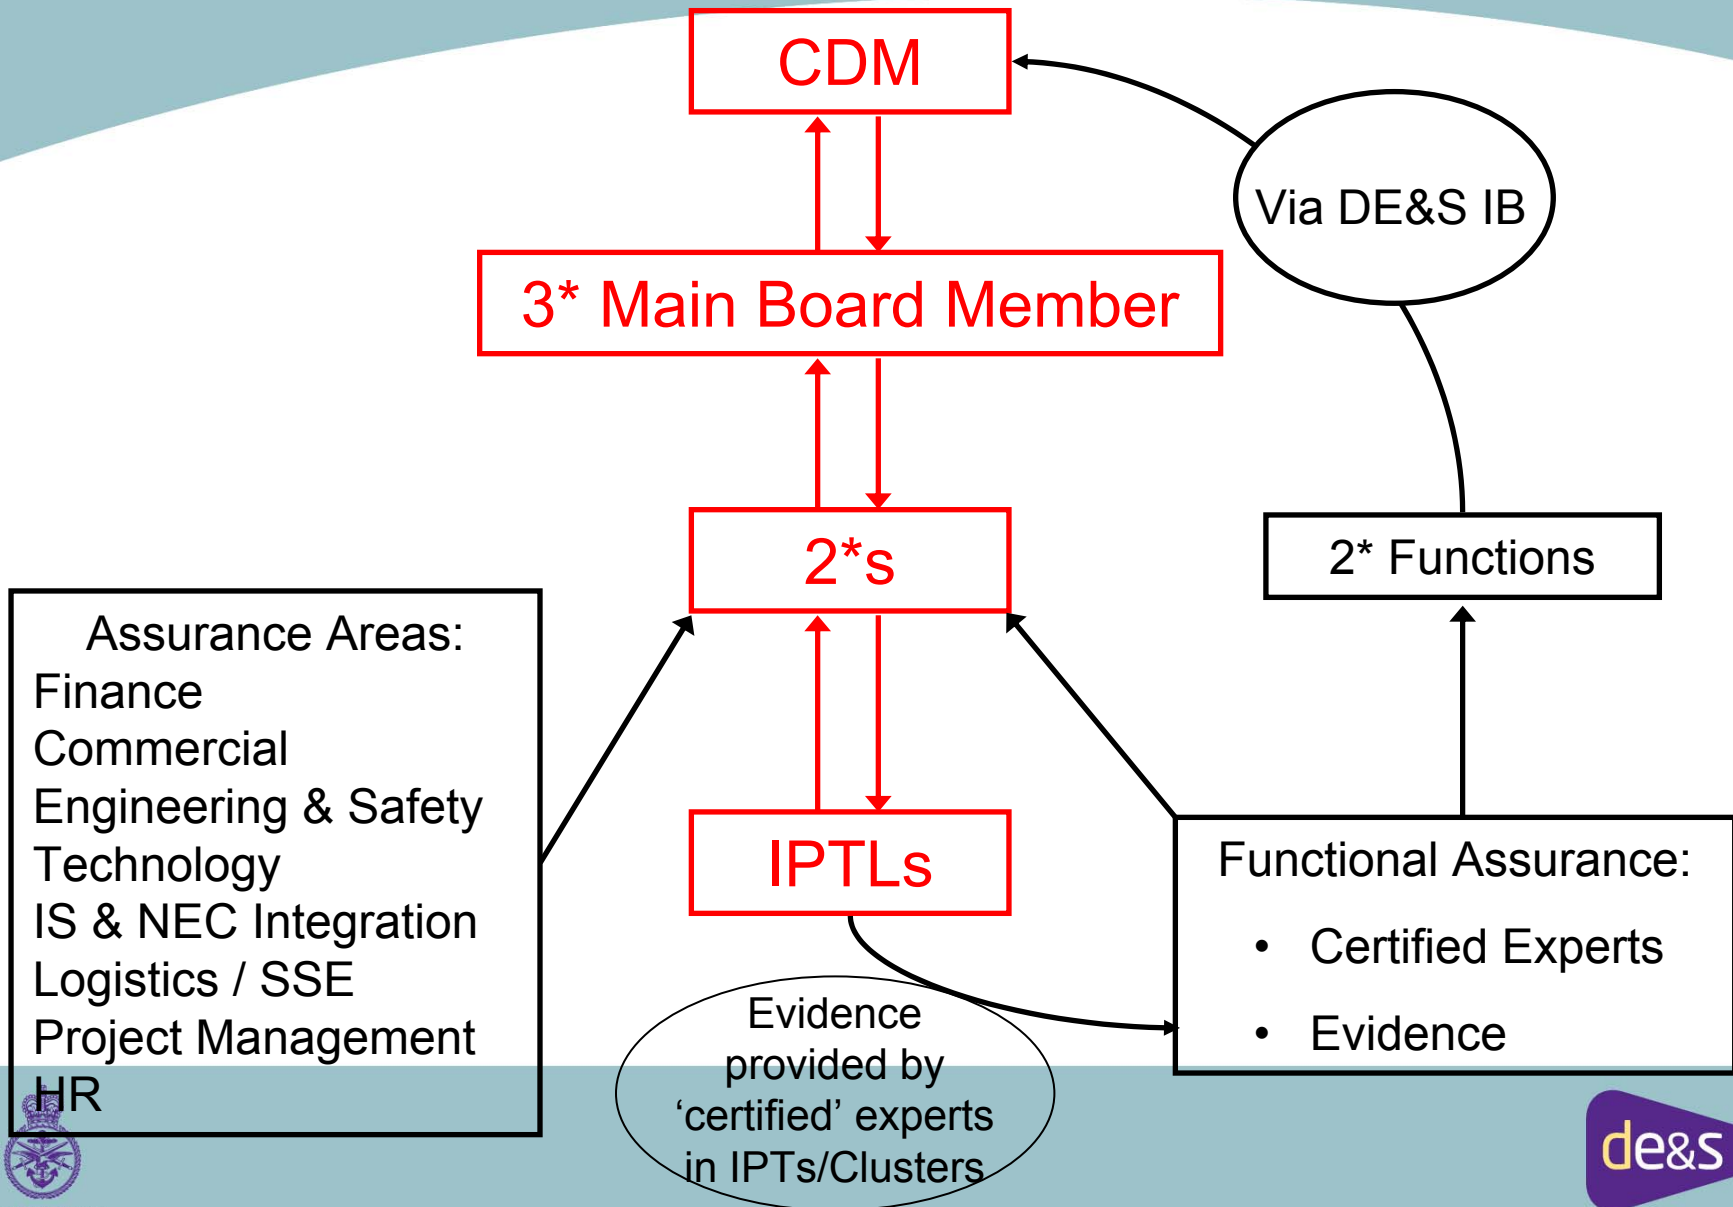 CDM
Via DE&S IB
3* Main Board Member
2*s
2* Functions
Assurance Areas:
Finance
Commercial
Engineering & Safety
Technology
IS & NEC Integration
Logistics / SSE
Project Management
HR
IPTLs
Functional Assurance:
• Certified Experts
• Evidence
Evidence
provided by
‘certified’ experts
in IPTs/Clusters
de&s